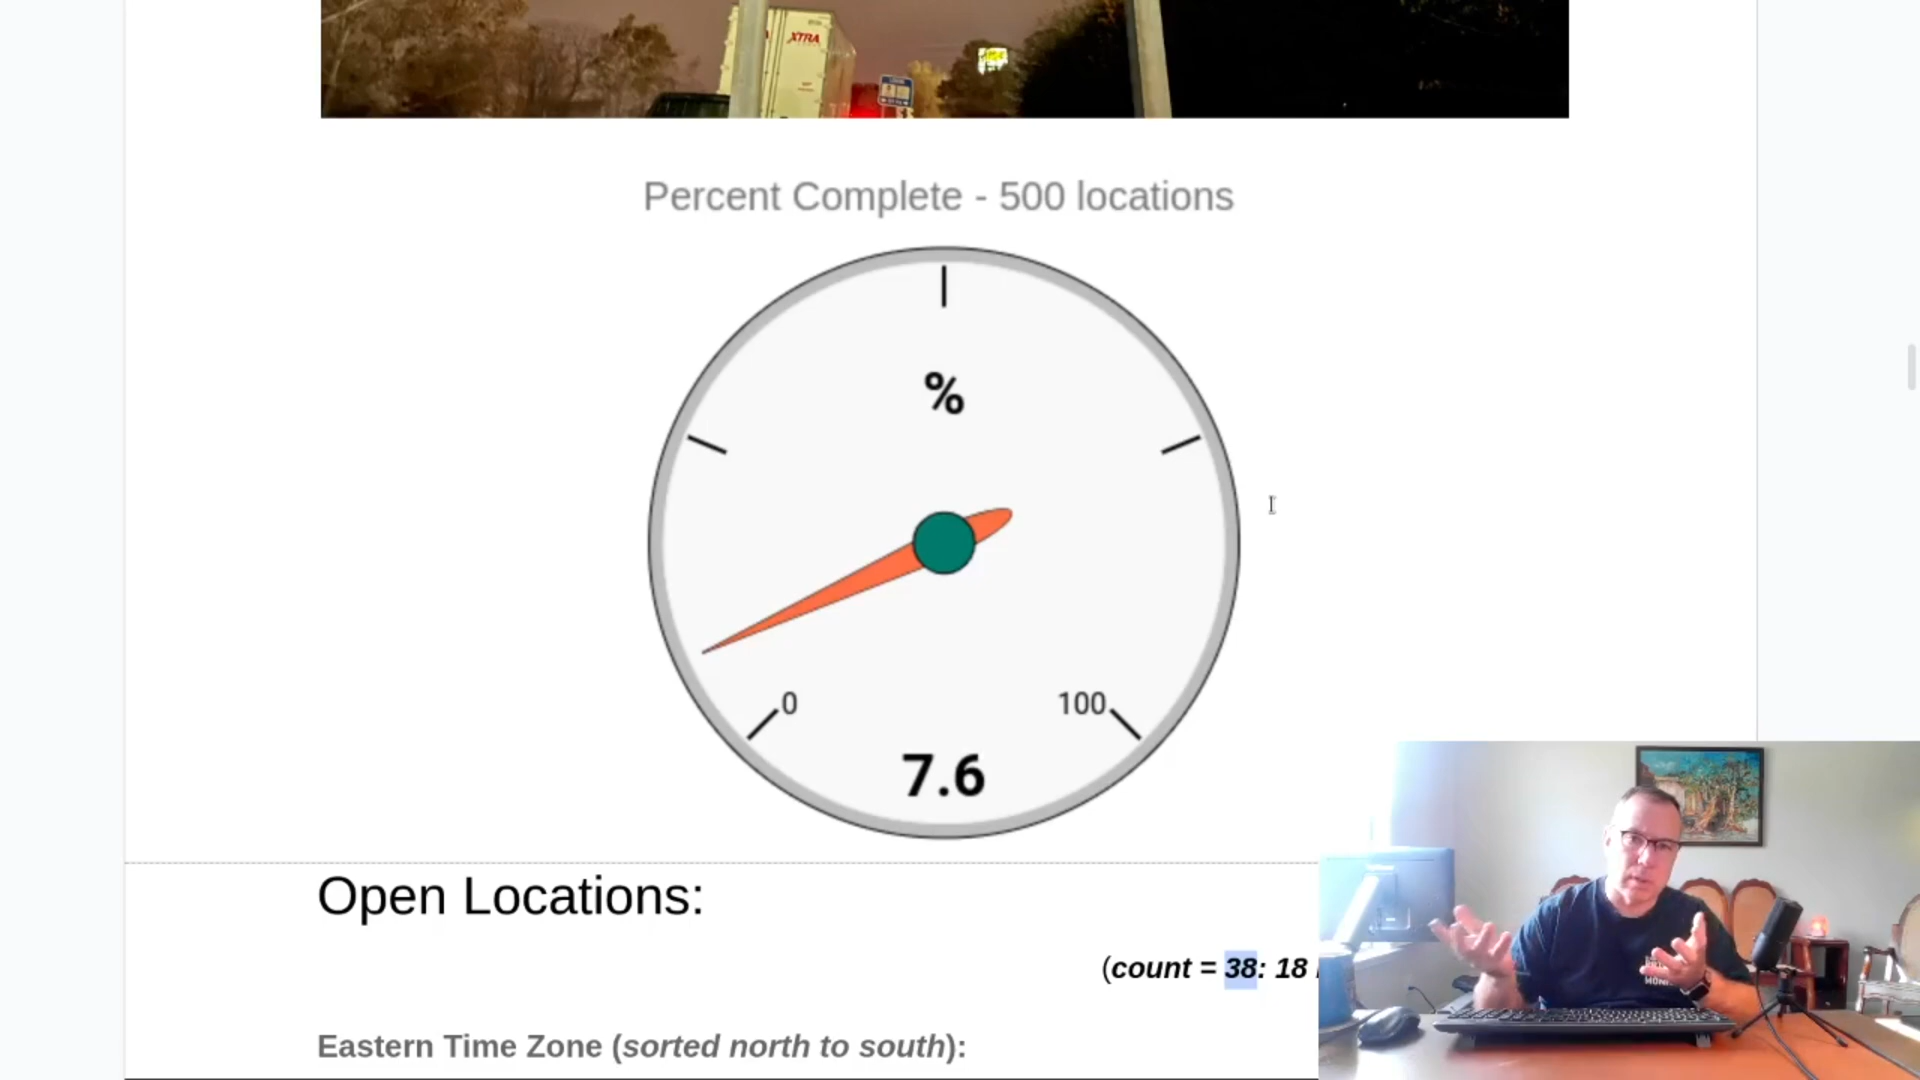 XTRA
Percent Complete - 500 locations
%
0
100
7.6
Open Locations:
(count = 38: 18
Eastern Time Zone (sorted north to south):